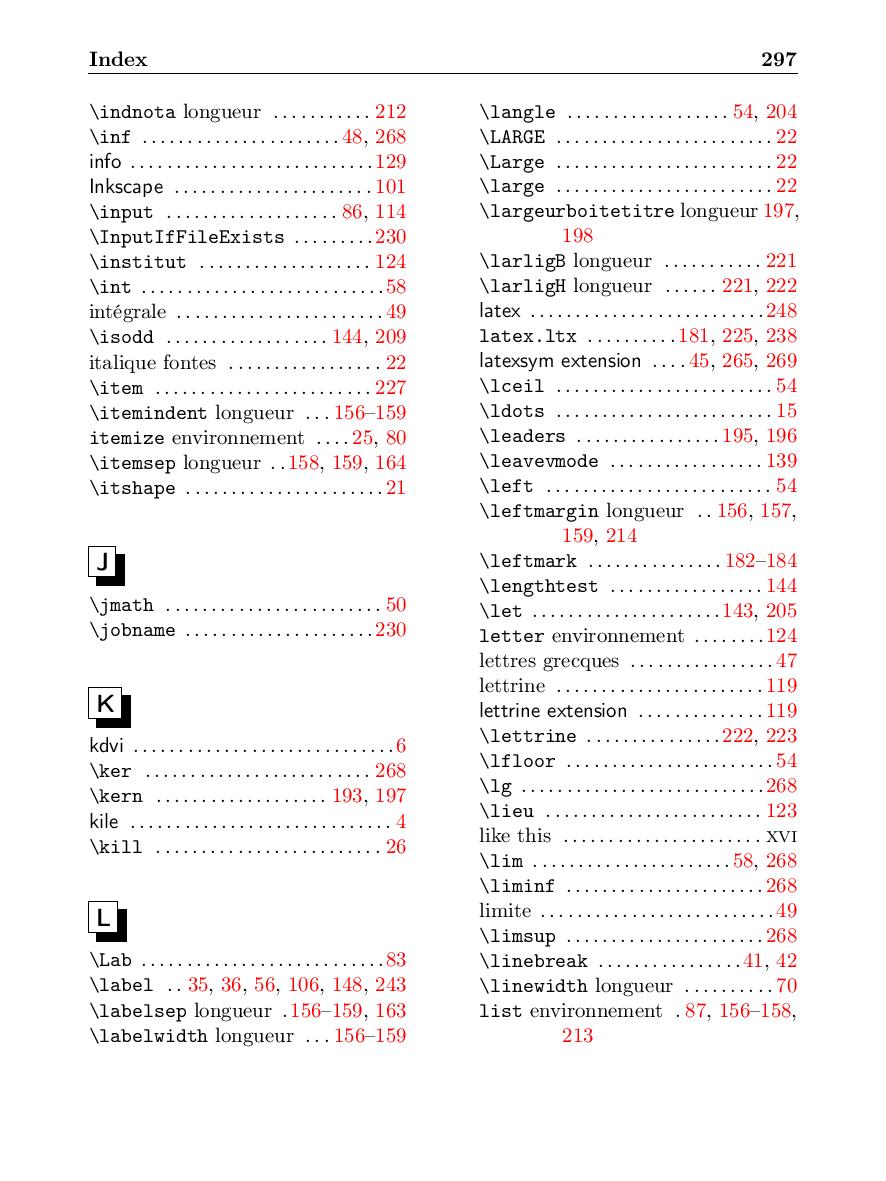 Index 297
\indnota longueur ........... 212
\inf ...................... 48, 268
info ........................... 129
Inkscape ...................... 101
\input ................... 86, 114
\InputIfFileExists ......... 230
\institut ................... 124
\int ........................... 58
intégrale ....................... 49
\isodd .................. 144, 209
italique fontes ................. 22
\item ........................ 227
\itemindent longueur ... 156–159
itemize environnement .... 25, 80
\itemsep longueur .. 158, 159, 164
\itshape ...................... 21
J
\jmath ........................ 50
\jobname ..................... 230
K
kdvi ............................. 6
\ker ......................... 268
\kern ................... 193, 197
kile ............................. 4
\kill ......................... 26
L
\Lab ........................... 83
\label .. 35, 36, 56, 106, 148, 243
\labelsep longueur . 156–159, 163
\labelwidth longueur ... 156–159
\langle .................. 54, 204
\LARGE ........................ 22
\Large ........................ 22
\large ........................ 22
\largeurboitetitre longueur 197,
198
\larligB longueur ........... 221
\larligH longueur ...... 221, 222
latex .......................... 248
latex.ltx .......... 181, 225, 238
latexsym extension .... 45, 265, 269
\lceil ........................ 54
\ldots ........................ 15
\leaders ................ 195, 196
\leavevmode ................. 139
\left ......................... 54
\leftmargin longueur .. 156, 157,
159, 214
\leftmark ............... 182–184
\lengthtest ................. 144
\let ..................... 143, 205
letter environnement ........ 124
lettres grecques ................ 47
lettrine ....................... 119
lettrine extension .............. 119
\lettrine ............... 222, 223
\lfloor ....................... 54
\lg ........................... 268
\lieu ........................ 123
like this ...................... XVI
\lim ...................... 58, 268
\liminf ...................... 268
limite .......................... 49
\limsup ...................... 268
\linebreak ................ 41, 42
\linewidth longueur .......... 70
list environnement . 87, 156–158,
213